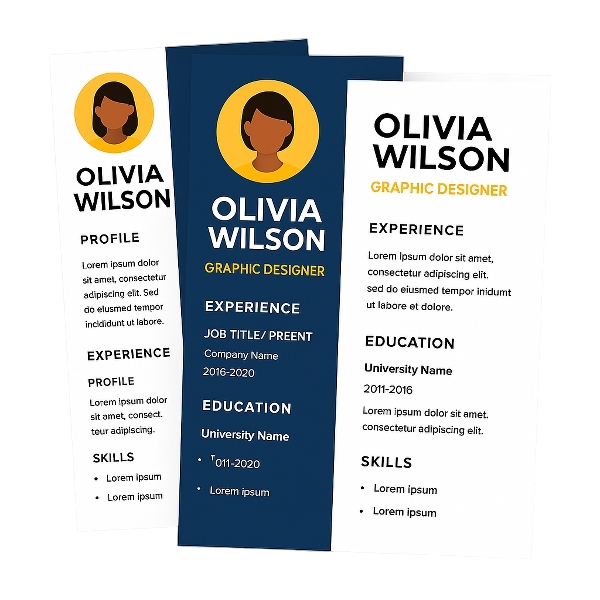 OLIVIA
WILSON
PROFILE
Lorem ipsum dolor
sit amet, consectetur
adipiscing elit. Sed
do eiusmed tempor
incididunt ut labore.
EXPERIENCE
PROFILE
Lorem ipsum dolor
sit amet, consect.
teur adipiscing.
SKILLS
• Lorem ipsum
• Lorem ipsum
OLIVIA
WILSON
GRAPHIC DESIGNER
EXPERIENCE
JOB TITLE/ PREENT
Company Name
2016-2020
EDUCATION
University Name
• T011-2020
• Lorem ipsum
OLIVIA
WILSON
GRAPHIC DESIGNER
EXPERIENCE
Lorem ipsum dolor sit amet,
consectetur adipiscing elit.
sed do eiusmed tempor inidumt
ut labore et dolore.
EDUCATION
University Name
2011-2016
Lorem ipsum dolor sit amet.
consectetur adipiscing elit.
SKILLS
• Lorem ipsum
• Lorem ipsum